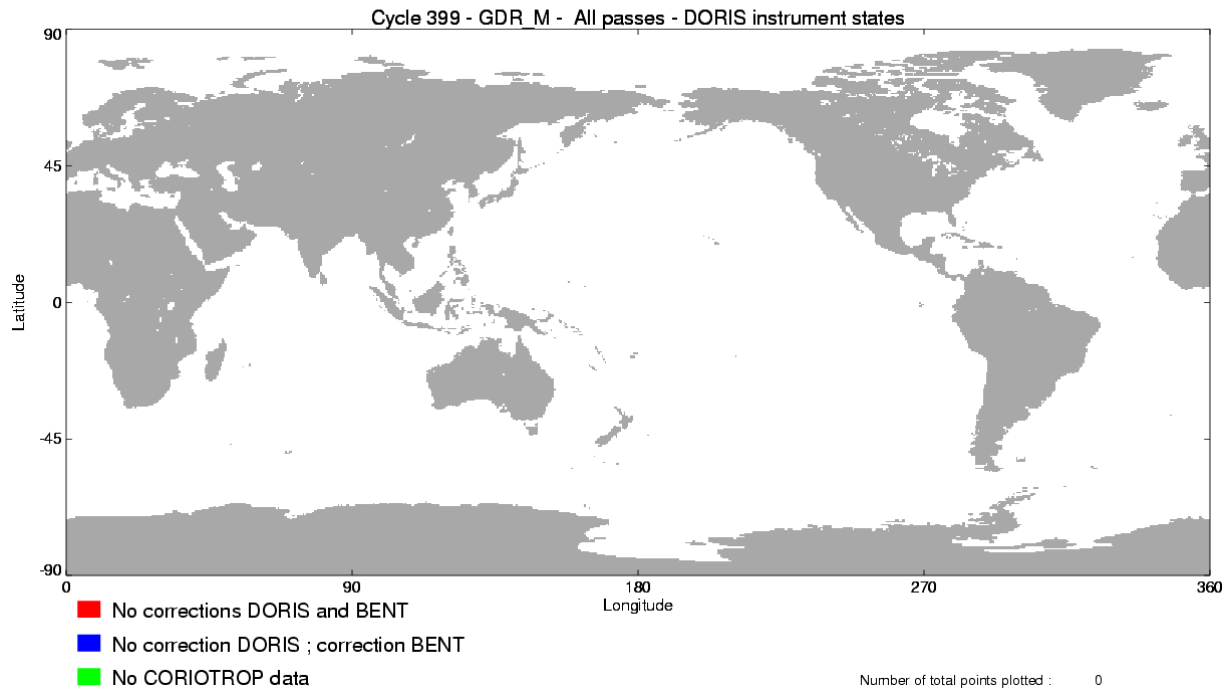 Cycle 399 - GDR_M - All passes - DORIS instrument states
90
45
0
-45
-90
Latitude
0 90 180 270 360
Longitude
No corrections DORIS and BENT
No correction DORIS ; correction BENT
No CORIOTROP data
Number of total points plotted : 0